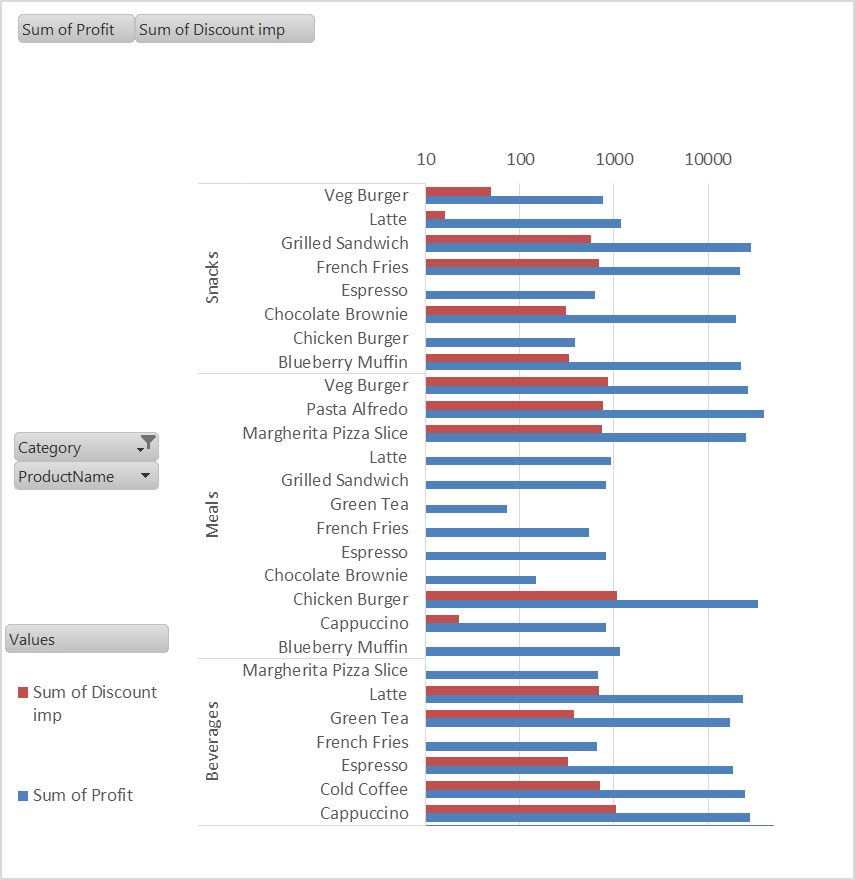 Sum of Profit Sum of Discount imp
10 100 1000 10000
Snacks
Veg Burger
Latte
Grilled Sandwich
French Fries
Espresso
Chocolate Brownie
Chicken Burger
Blueberry Muffin
Meals
Veg Burger
Pasta Alfredo
Margherita Pizza Slice
Latte
Grilled Sandwich
Green Tea
French Fries
Espresso
Chocolate Brownie
Chicken Burger
Cappuccino
Blueberry Muffin
Beverages
Margherita Pizza Slice
Latte
Green Tea
French Fries
Espresso
Cold Coffee
Cappuccino
Category
ProductName
Values
Sum of Discount
imp
Sum of Profit